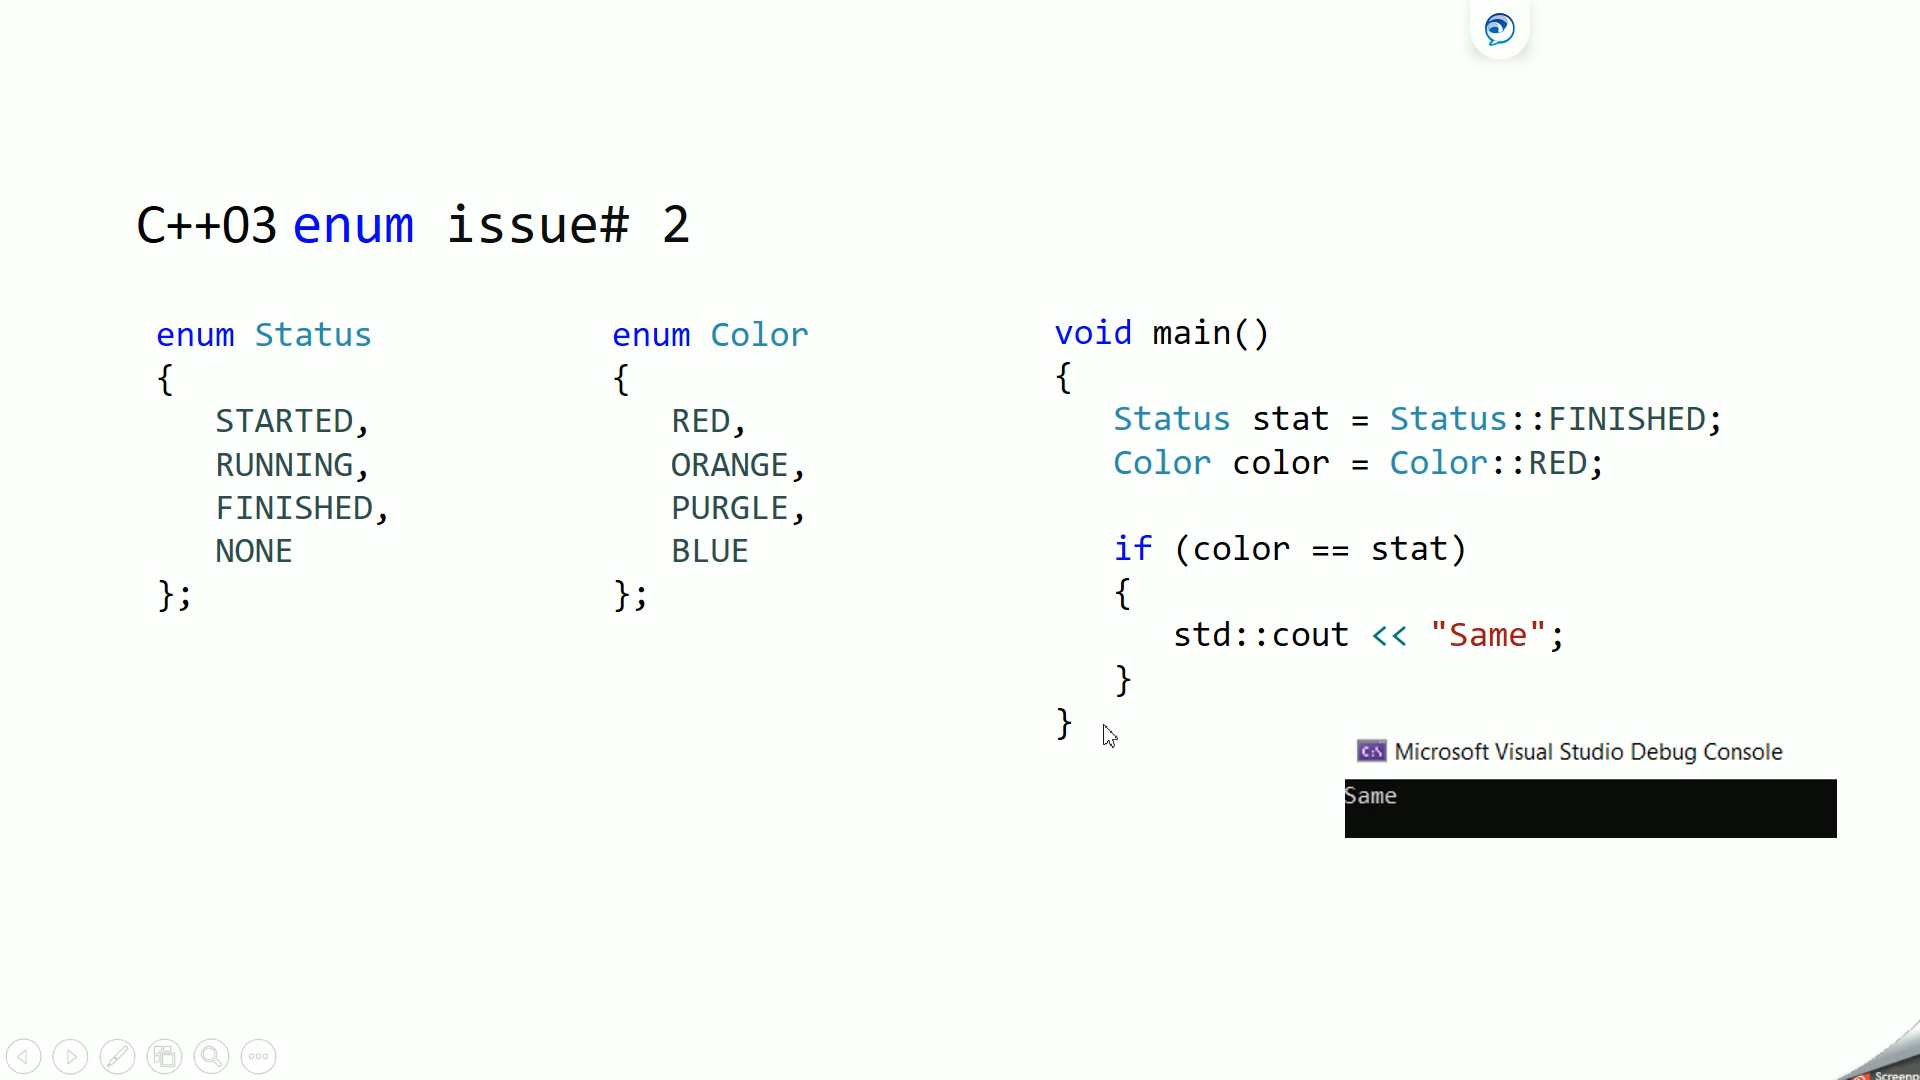 C++03 enum issue# 2
enum Status
{
STARTED,
RUNNING,
FINISHED,
NONE
};
enum Color
{
RED,
ORANGE,
PURGLE,
BLUE
};
void main()
{
Status stat = Status::FINISHED;
Color color = Color::RED;
if (color == stat)
{
std::cout << "Same";
}
}
C:\ Microsoft Visual Studio Debug Console
Same